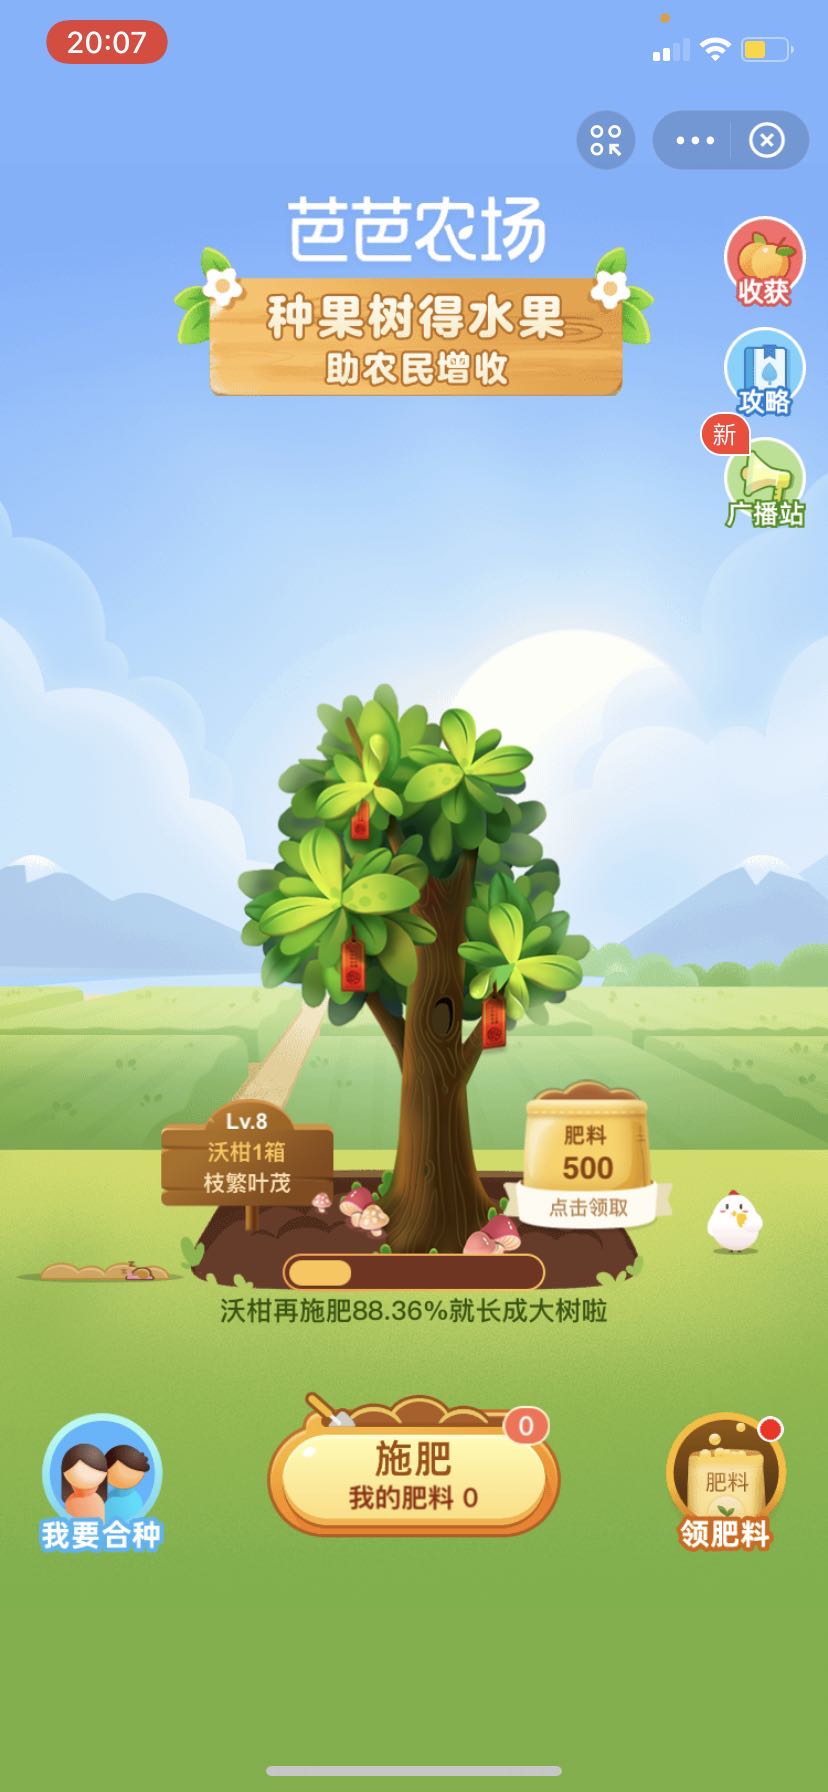 20:07
芭芭农场
种果树得水果
助农民增收
收获
攻略
新
广播站
Lv.8
沃柑1箱
枝繁叶茂
肥料
500
点击领取
沃柑再施肥88.36%就长成大树啦
0
施肥
我的肥料 0
我要合种
肥料
领肥料